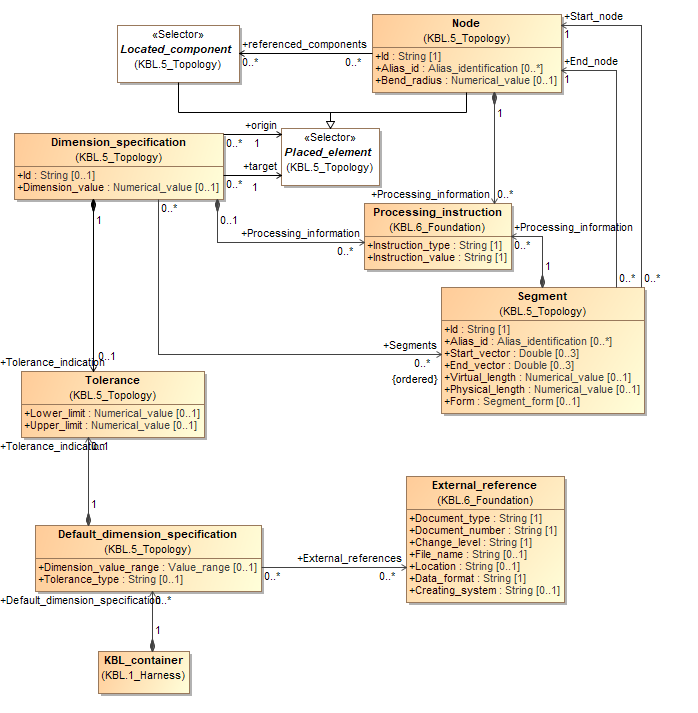 «Selector»
Located_component
(KBL.5_Topology)
+referenced_components
0..*
0..*
Node
(KBL.5_Topology)
+Id : String [1]
+Alias_id : Alias_identification [0..*]
+Bend_radius : Numerical_value [0..1]
+Start_node
1
+End_node
1
1
Dimension_specification
(KBL.5_Topology)
+Id : String [0..1]
+Dimension_value : Numerical_value [0..1]
+origin
0..*
1
+target
0..*
1
«Selector»
Placed_element
(KBL.5_Topology)
+Processing_information
0..*
1
0..*
0..1
+Processing_information
0..*
Processing_instruction
(KBL.6_Foundation)
+Instruction_type : String [1]
+Instruction_value : String [1]
+Processing_information
0..*
1
0..*
0..*
Segment
(KBL.5_Topology)
+Id : String [1]
+Alias_id : Alias_identification [0..*]
+Start_vector : Double [0..3]
+End_vector : Double [0..3]
+Virtual_length : Numerical_value [0..1]
+Physical_length : Numerical_value [0..1]
+Form : Segment_form [0..1]
+Segments
0..*
{ordered}
0..1
+Tolerance_indication
Tolerance
(KBL.5_Topology)
+Lower_limit : Numerical_value [0..1]
+Upper_limit : Numerical_value [0..1]
+Tolerance_indication
0..1
1
Default_dimension_specification
(KBL.5_Topology)
+Dimension_value_range : Value_range [0..1]
+Tolerance_type : String [0..1]
+External_references
0..*
0..*
External_reference
(KBL.6_Foundation)
+Document_type : String [1]
+Document_number : String [1]
+Change_level : String [1]
+File_name : String [0..1]
+Location : String [0..1]
+Data_format : String [1]
+Creating_system : String [0..1]
+Default_dimension_specification
0..*
1
KBL_container
(KBL.1_Harness)